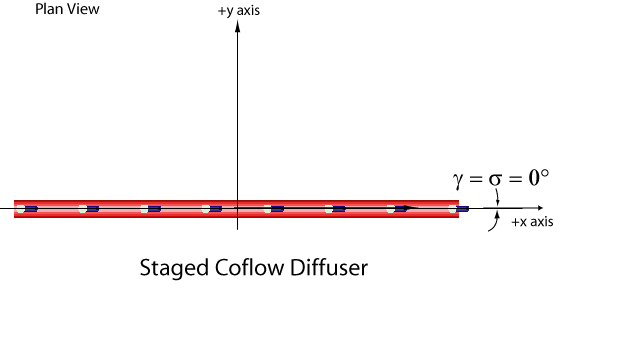 Plan View
+y axis
γ = σ = 0°
+x axis
Staged Coflow Diffuser